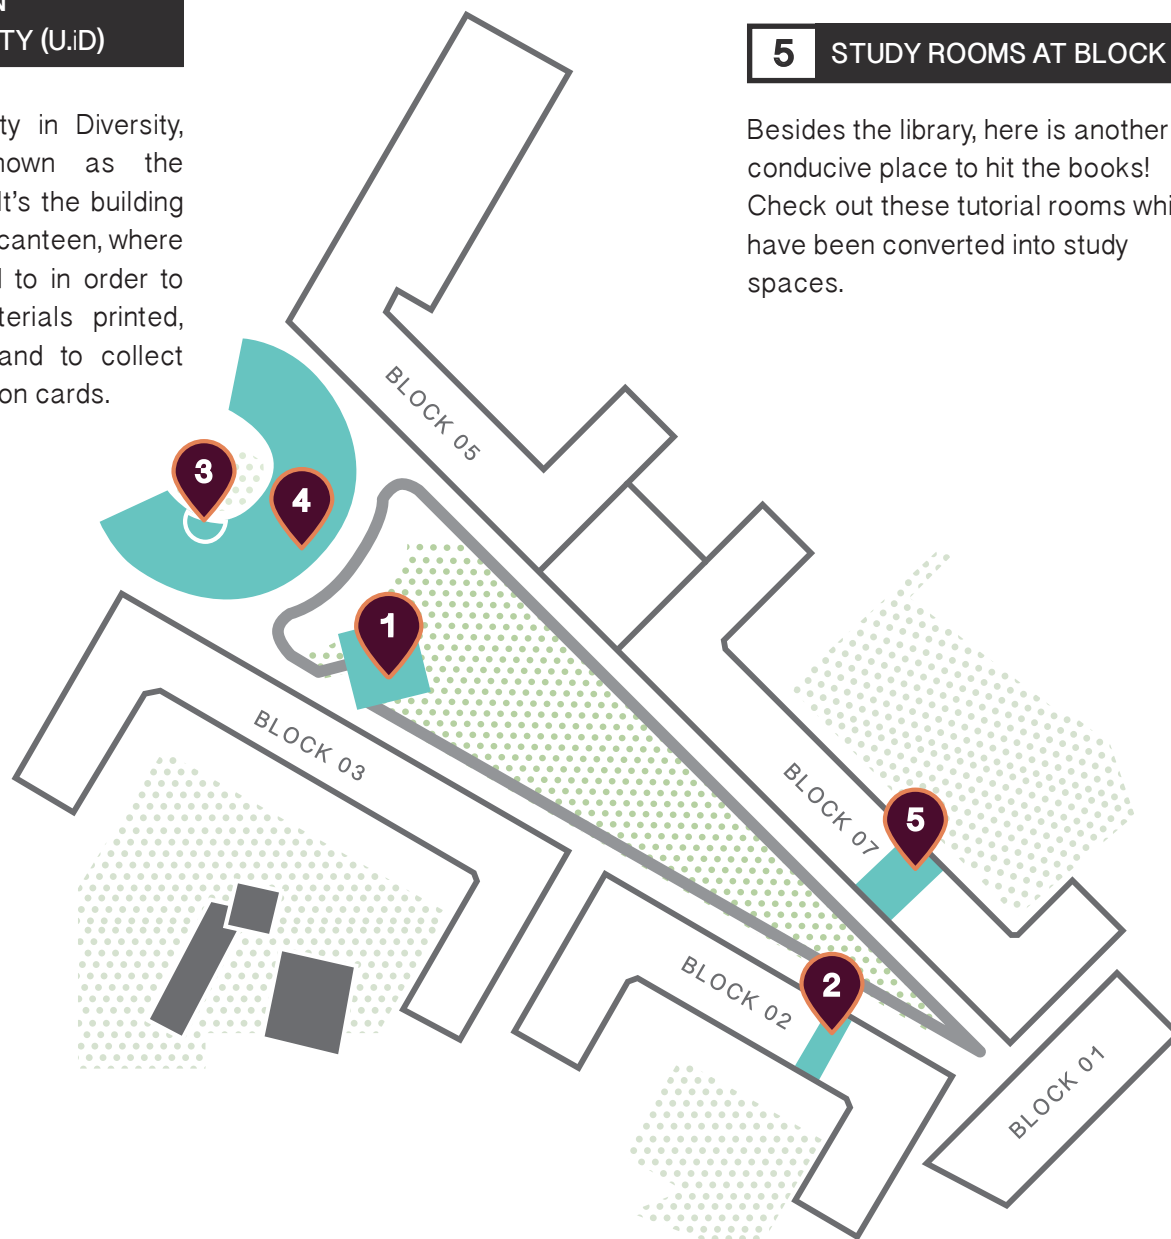 N
TY (U.iD)
ty in Diversity,
nown as the
It's the building
canteen, where
l to in order to
terials printed,
and to collect
on cards.
5 STUDY ROOMS AT BLOCK
Besides the library, here is another
conducive place to hit the books!
Check out these tutorial rooms whi
have been converted into study
spaces.
BLOCK 05
3
4
1
BLOCK 03
BLOCK 07
5
BLOCK 02
2
BLOCK 01